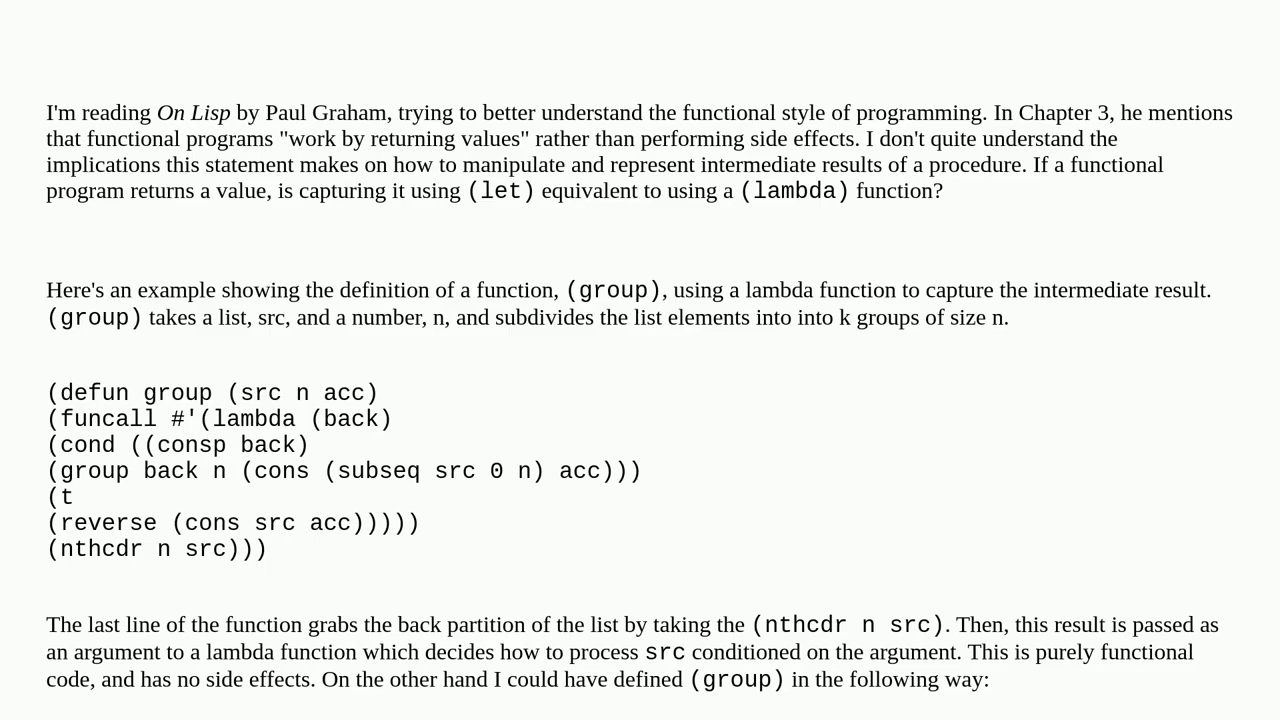 I'm reading On Lisp by Paul Graham, trying to better understand the functional style of programming. In Chapter 3, he mentions
that functional programs "work by returning values" rather than performing side effects. I don't quite understand the
implications this statement makes on how to manipulate and represent intermediate results of a procedure. If a functional
program returns a value, is capturing it using (let) equivalent to using a (lambda) function?
Here's an example showing the definition of a function, (group), using a lambda function to capture the intermediate result.
(group) takes a list, src, and a number, n, and subdivides the list elements into into k groups of size n.
(defun group (src n acc)
(funcall #'(lambda (back)
(cond ((consp back)
(group back n (cons (subseq src 0 n) acc)))
(t
(reverse (cons src acc)))))
(nthcdr n src)))
The last line of the function grabs the back partition of the list by taking the (nthcdr n src). Then, this result is passed as
an argument to a lambda function which decides how to process src conditioned on the argument. This is purely functional
code, and has no side effects. On the other hand I could have defined (group) in the following way: